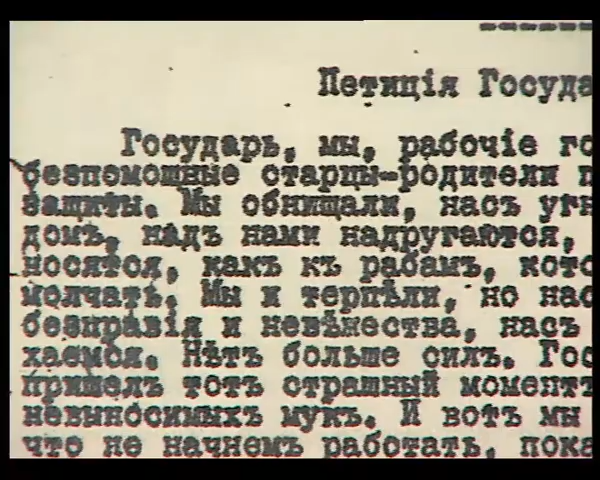 Петиція Госуда
Государь, мы, рабочіе го
безпомощные старцы-родители п
защиты. Мы обнищали, насъ угн
домъ, надъ нами надругаются,
носятся, какъ къ рабамъ, кото
молчать. Мы и терпѣли, но нас
безправія и невѣжества, насъ
хаемся. Нѣтъ больше силъ. Гос
пришелъ тотъ страшный моментъ
невыносимыхъ мукъ. И вотъ мы
что не начнемъ работать, пока